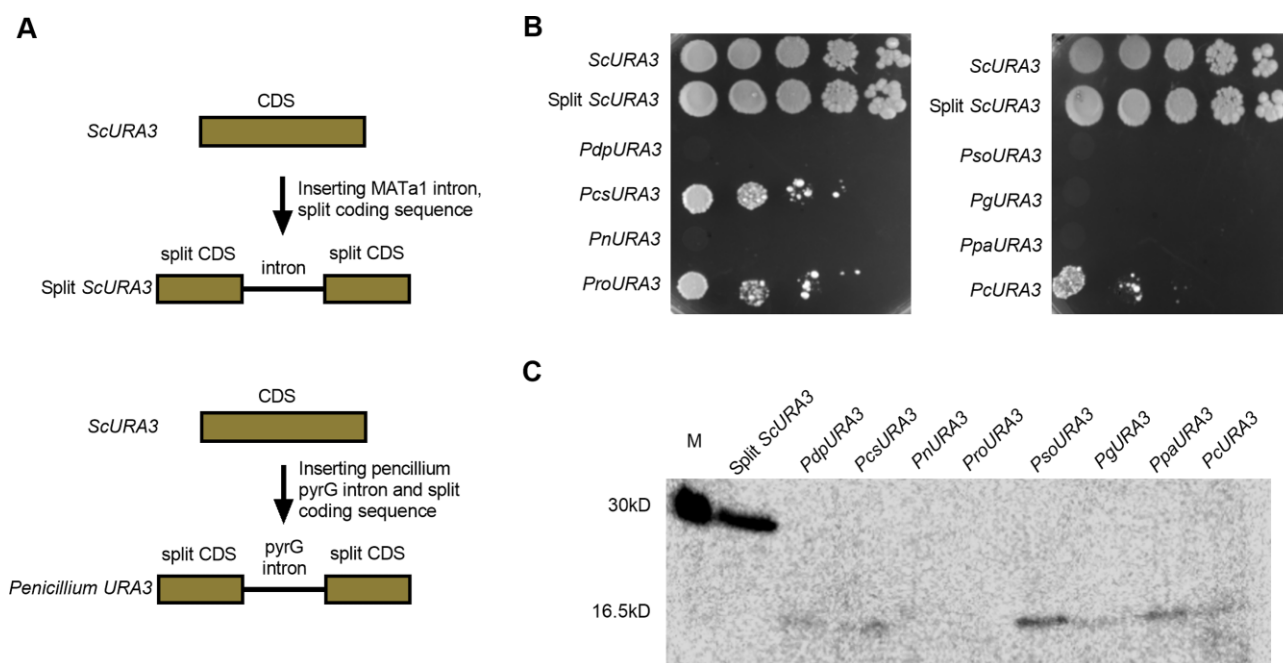 A
CDS
ScURA3
Inserting MATa1 intron,
split coding sequence
split CDS
intron
split CDS
Split ScURA3
CDS
ScURA3
Inserting pencillium
pyrG intron and split
coding sequence
split CDS
pyrG
intron
split CDS
Penicillium URA3
B
ScURA3
Split ScURA3
PdpURA3
PcsURA3
PnURA3
ProURA3
ScURA3
Split ScURA3
PsoURA3
PgURA3
PpaURA3
PcURA3
C
M
Split ScURA3
PdpURA3
PcsURA3
PnURA3
ProURA3
PsoURA3
PgURA3
PpaURA3
PcURA3
30kD
16.5kD